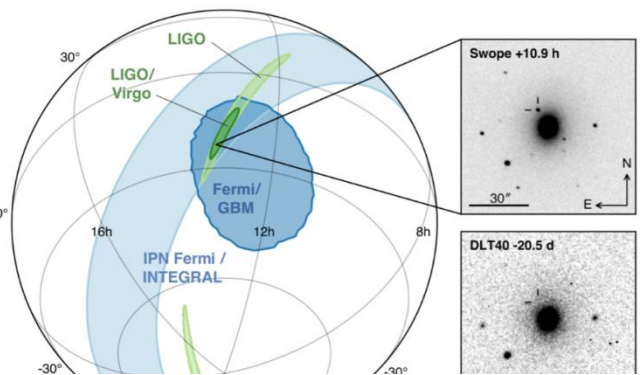 LIGO
30°
LIGO/
Virgo
Fermi/
GBM
0°
16h
12h
8h
IPN Fermi /
INTEGRAL
-30°
-30°
Swope +10.9 h
N
30"
E
DLT40 -20.5 d